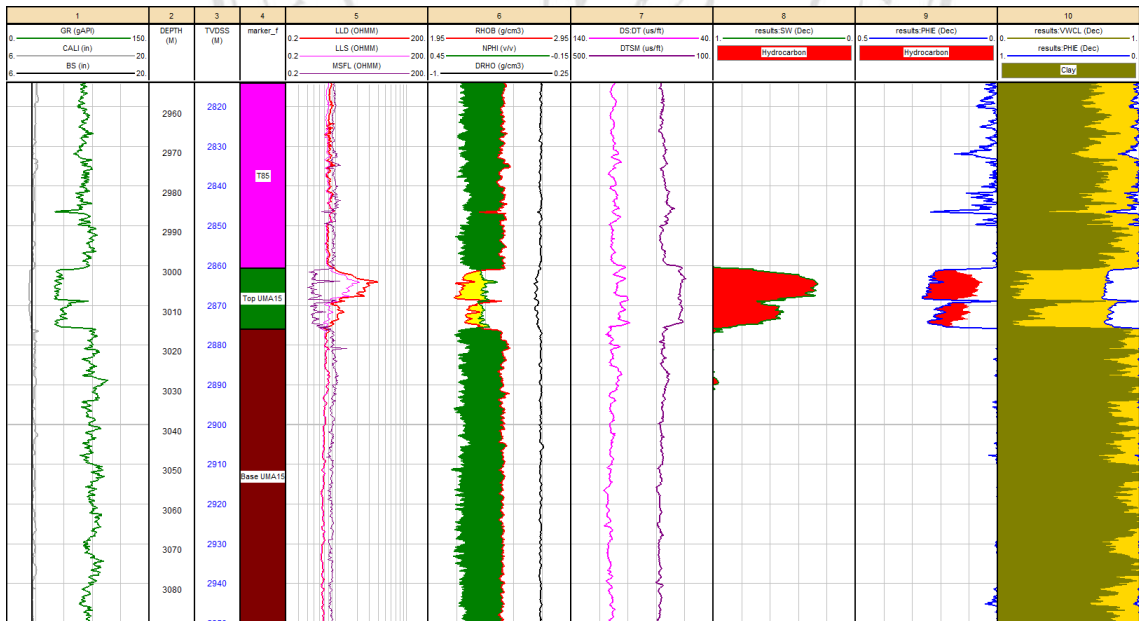 1 2 3 4 5 6 7 8 9 10
GR (gAPI) DEPTH TVDSS marker_f LLD (OHMM) RHOB (g/cm3) DS:DT (us/ft) results:SW (Dec) results:PHIE (Dec) results:VWCL (Dec)
0. 150. (M) (M) 0.2 200. 1.95 2.95 140. 40. 1. 0. 0.5 0. 0. 1.
CALI (in) LLS (OHMM) NPHI (v/v) DTSM (us/ft) Hydrocarbon Hydrocarbon results:PHIE (Dec)
6. 20. 0.2 200. 0.45 -0.15 500. 100. 1. 0.
BS (in) MSFL (OHMM) DRHO (g/cm3) Clay
6. 20. 0.2 200. -1. 0.25
2820
2960
2830
2970
2840
2980
2850
2990
2860
3000
2870
3010
2880
3020
2890
3030
2900
3040
2910
3050
2920
3060
2930
3070
2940
3080
T85
Top UMA15
Base UMA15